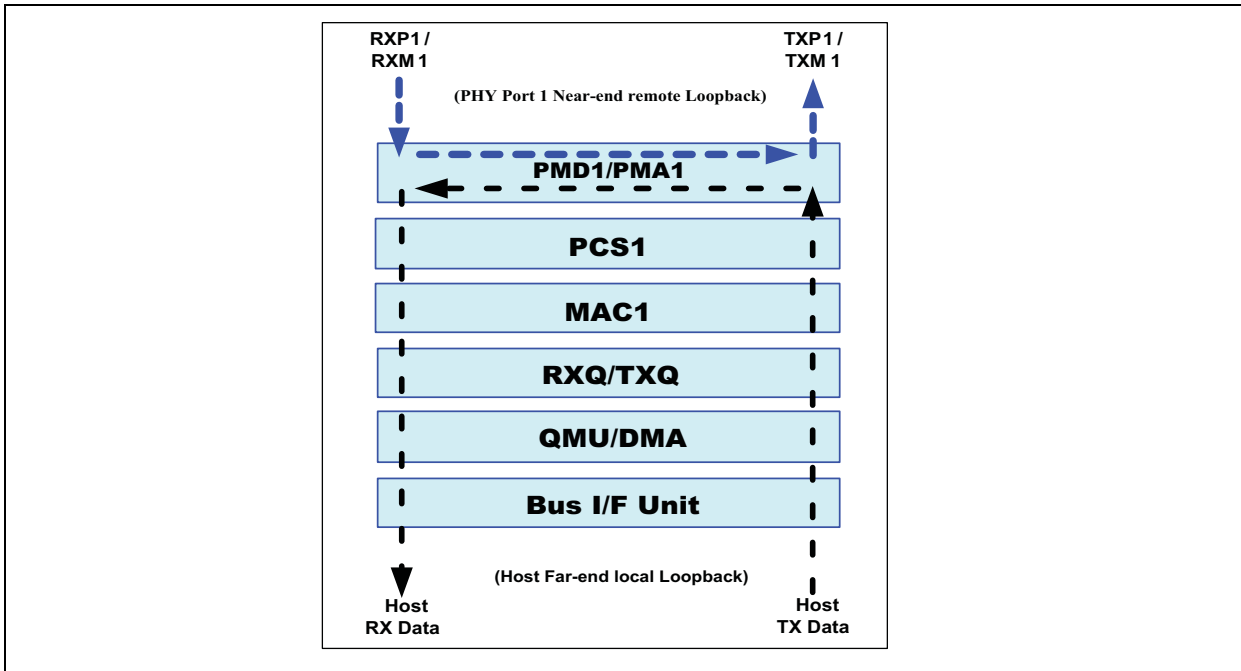 RXP1 /
RXM 1
TXP1 /
TXM 1
(PHY Port 1 Near-end remote Loopback)
PMD1/PMA1
PCS1
MAC1
RXQ/TXQ
QMU/DMA
Bus I/F Unit
(Host Far-end local Loopback)
Host
RX Data
Host
TX Data